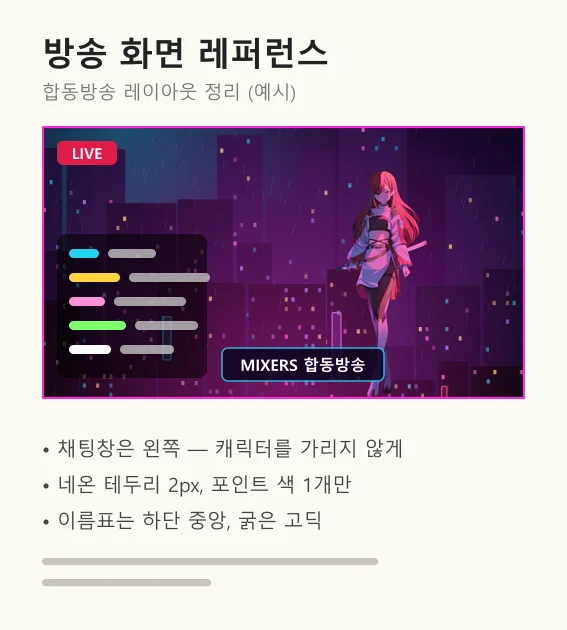 방송 화면 레퍼런스
합동방송 레이아웃 정리 (예시)
LIVE
MIXERS 합동방송
• 채팅창은 왼쪽 — 캐릭터를 가리지 않게
• 네온 테두리 2px, 포인트 색 1개만
• 이름표는 하단 중앙, 굵은 고딕